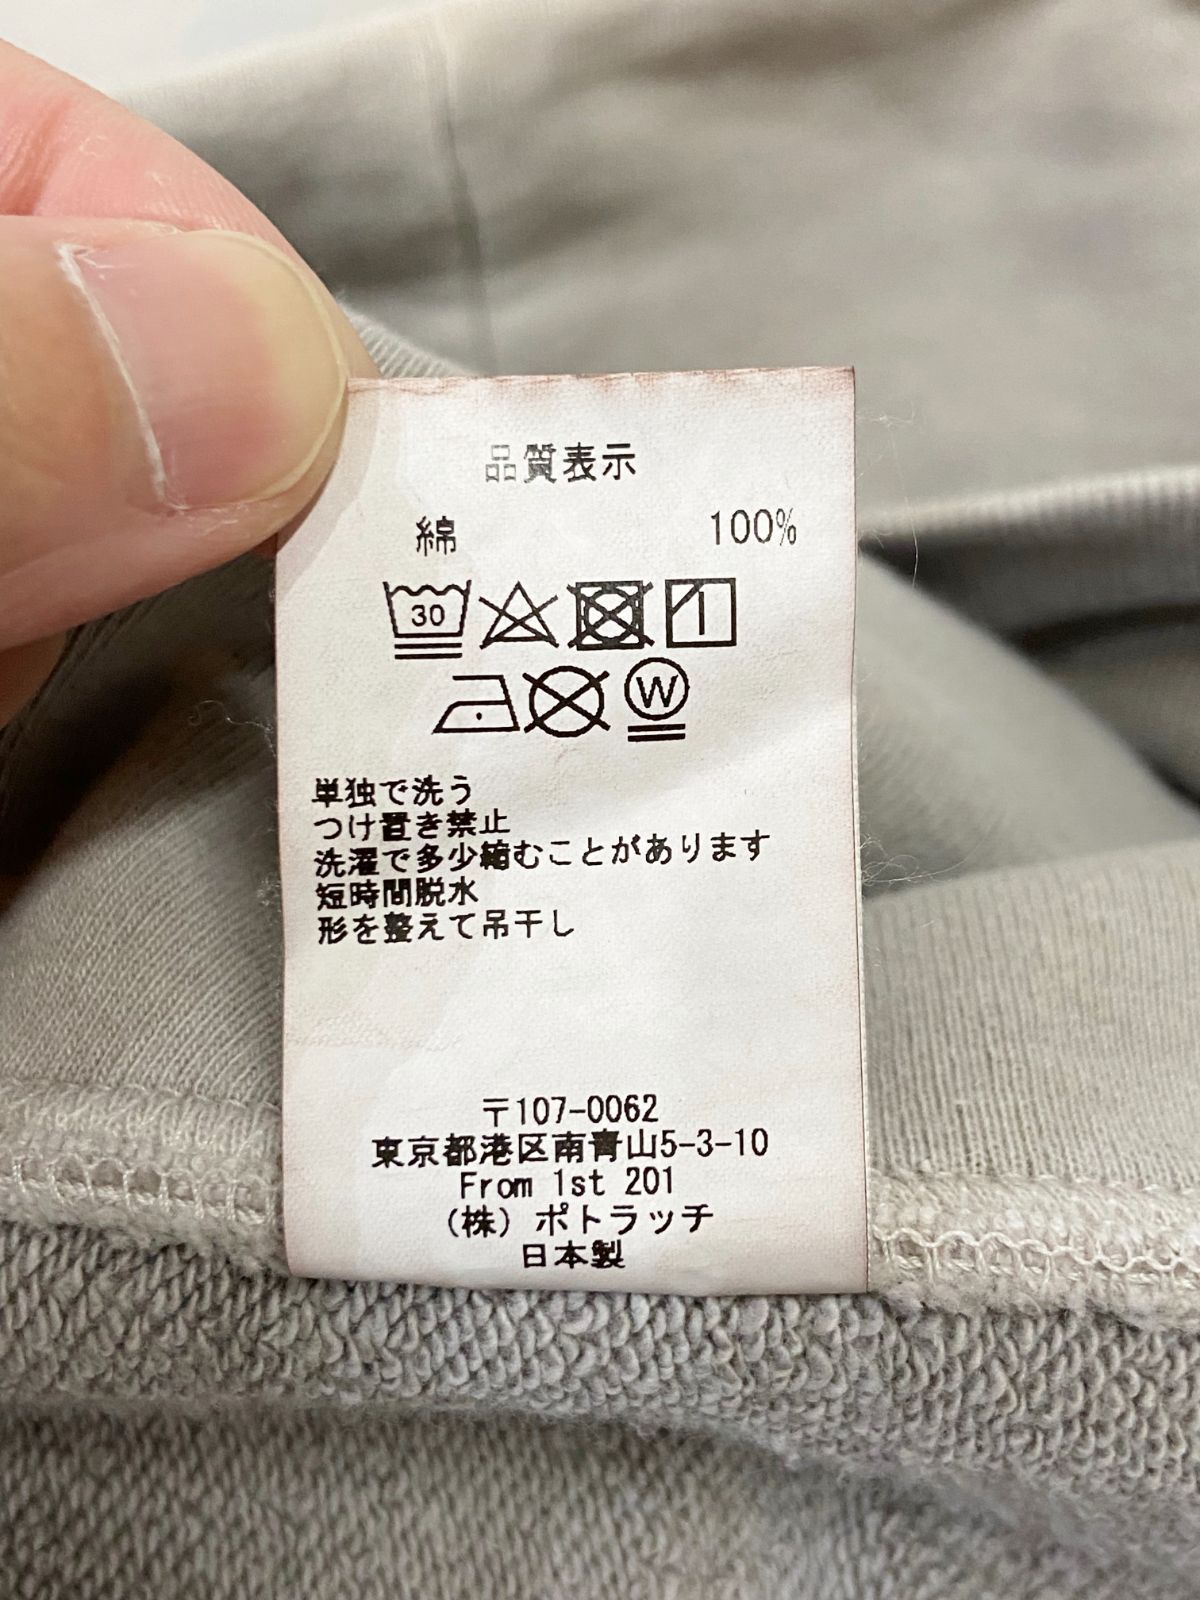 品質表示
綿 100%
30
W
単独で洗う
つけ置き禁止
洗濯で多少縮むことがあります
短時間脱水
形を整えて吊干し
〒107-0062
東京都港区南青山5-3-10
From 1st 201
(株) ポトラッチ
日本製